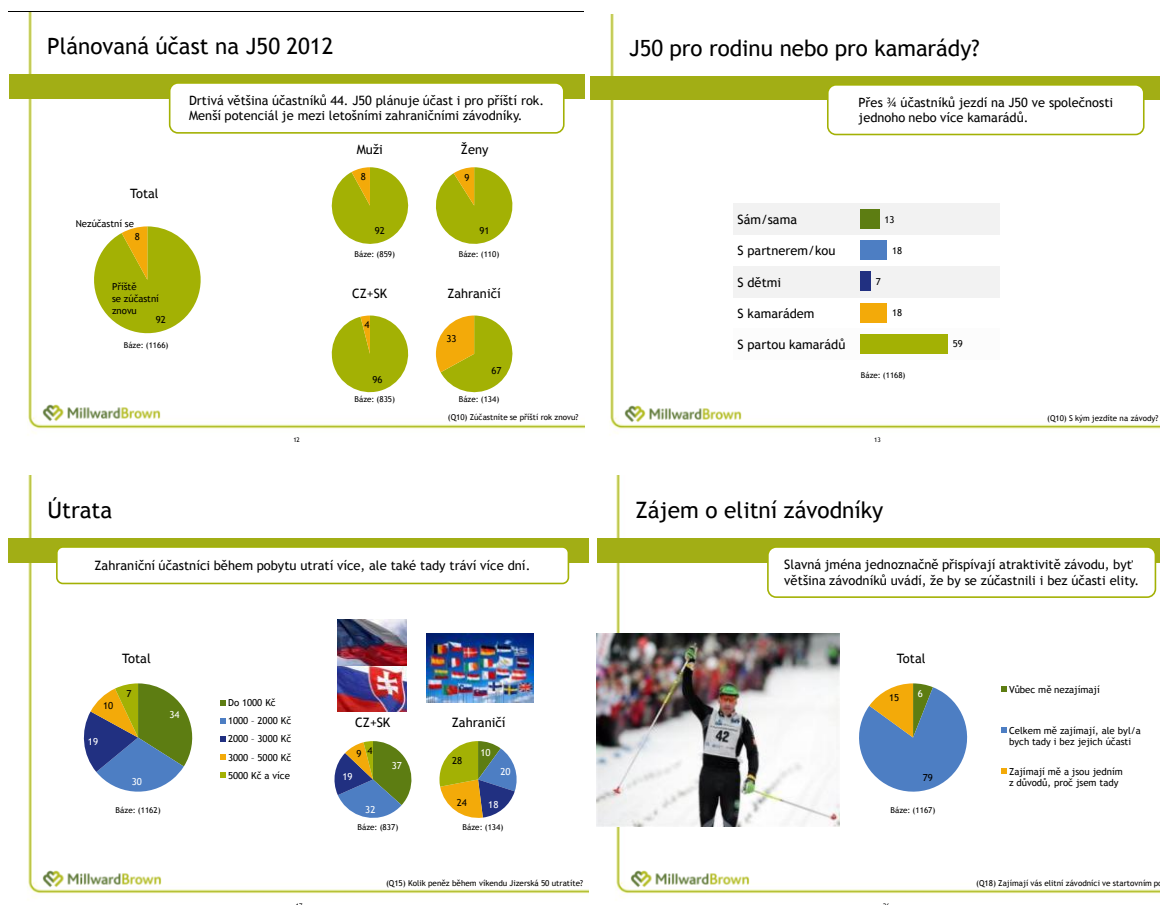 Plánovaná účast na J50 2012
Drtivá většina účastníků 44. J50 plánuje účast i pro příští rok.
Menší potenciál je mezi letošními zahraničními závodníky.
Total
Nezúčastní se
8
Příště
se zúčastní
znovu
92
Báze: (1166)
Muži
8
92
Báze: (859)
Ženy
9
91
Báze: (110)
CZ+SK
4
96
Báze: (835)
Zahraničí
33
67
Báze: (134)
MillwardBrown
(Q10) Zúčastníte se příští rok znovu?
12
J50 pro rodinu nebo pro kamarády?
Přes ¾ účastníků jezdí na J50 ve společnosti
jednoho nebo více kamarádů.
Sám/sama 13
S partnerem/kou 18
S dětmi 7
S kamarádem 18
S partou kamarádů 59
Báze: (1168)
MillwardBrown
(Q10) S kým jezdíte na závody?
13
Útrata
Zahraniční účastníci během pobytu utratí více, ale také tady tráví více dní.
Total
7
10
34
19
30
Báze: (1162)
Do 1000 Kč
1000 – 2000 Kč
2000 – 3000 Kč
3000 – 5000 Kč
5000 Kč a více
CZ+SK
9
4
37
19
32
Báze: (837)
Zahraničí
10
28
20
24
18
Báze: (134)
MillwardBrown
(Q15) Kolik peněz během víkendu Jizerská 50 utratíte?
Zájem o elitní závodníky
Slavná jména jednoznačně přispívají atraktivitě závodu, byť
většina závodníků uvádí, že by se zúčastnili i bez účasti elity.
42
Total
15
6
79
Báze: (1167)
Vůbec mě nezajímají
Celkem mě zajímají, ale byl/a
bych tady i bez jejich účasti
Zajímají mě a jsou jedním
z důvodů, proč jsem tady
MillwardBrown
(Q18) Zajímají vás elitní závodníci ve startovním